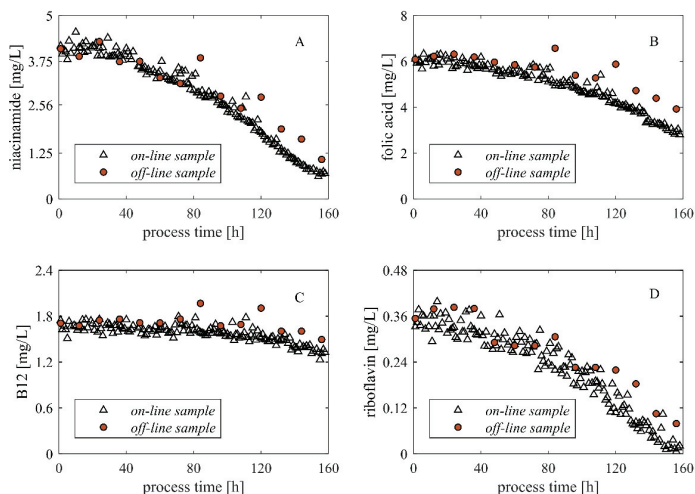 A
niacinamide [mg/L]
5
3.75
2.56
1.25
0
on-line sample
off-line sample
0 40 80 120 160
process time [h]
B
folic acid [mg/L]
8
6
4
2
0
on-line sample
off-line sample
0 40 80 120 160
process time [h]
C
B12 [mg/L]
2.4
1.8
1.2
0.6
0
on-line sample
off-line sample
0 40 80 120 160
process time [h]
D
riboflavin [mg/L]
0.48
0.36
0.24
0.12
0
on-line sample
off-line sample
0 40 80 120 160
process time [h]